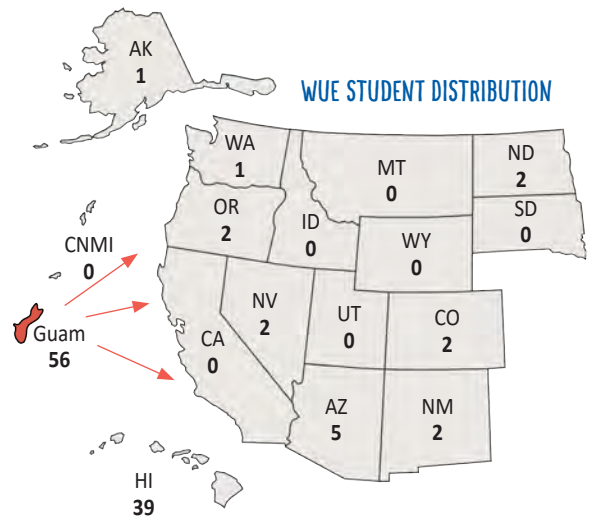 AK
1
WUE STUDENT DISTRIBUTION
WA
1
MT
0
ND
2
OR
2
ID
0
SD
0
WY
0
CNMI
0
NV
2
UT
0
CO
2
CA
0
Guam
56
AZ
5
NM
2
HI
39